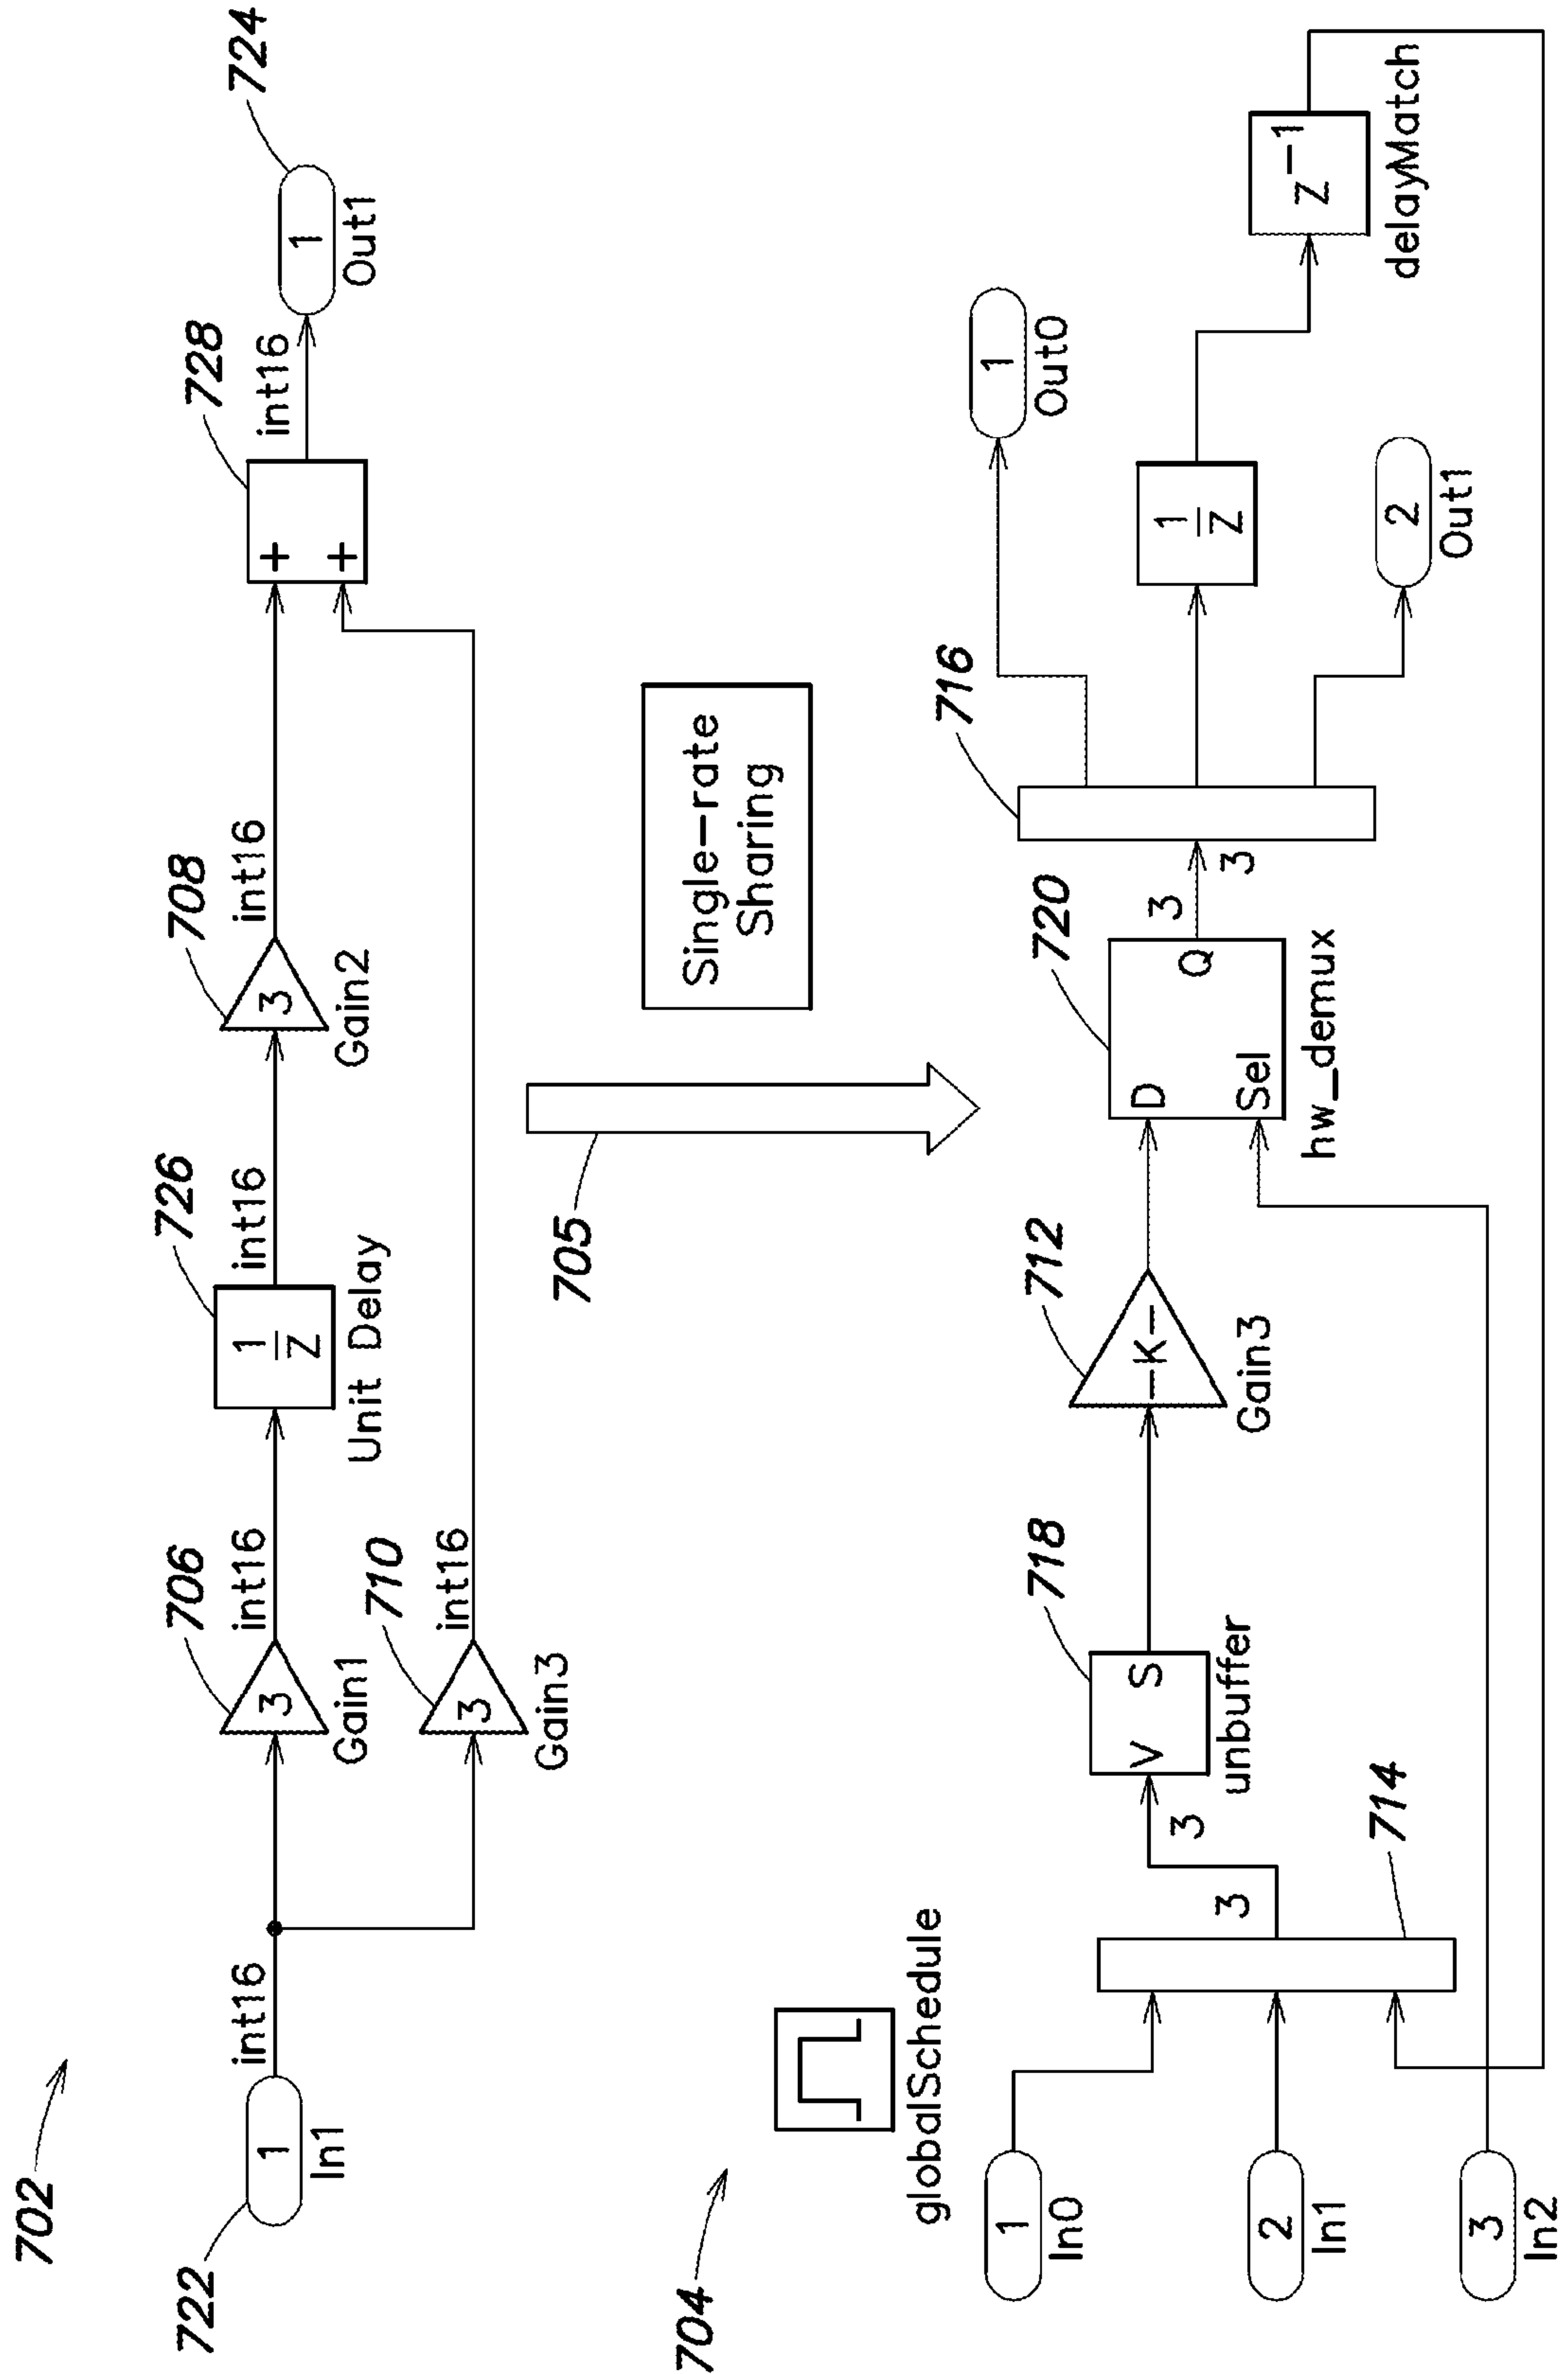 702
722
1
In1
int16
706
3
Gain1
int16
710
3
Gain3
int16
726
1
Z
Unit Delay
int16
708
3
Gain2
int16
728
+
+
int16
724
1
Out1
705
Single-rate
Sharing
704
globalSchedule
1
In0
2
In1
3
In2
714
3
3
718
V S
unbuffer
712
-K-
Gain3
720
D
Q
Sel
hw_demux
3
3
716
1
Out0
1
Z
2
Out1
Z-1
delayMatch